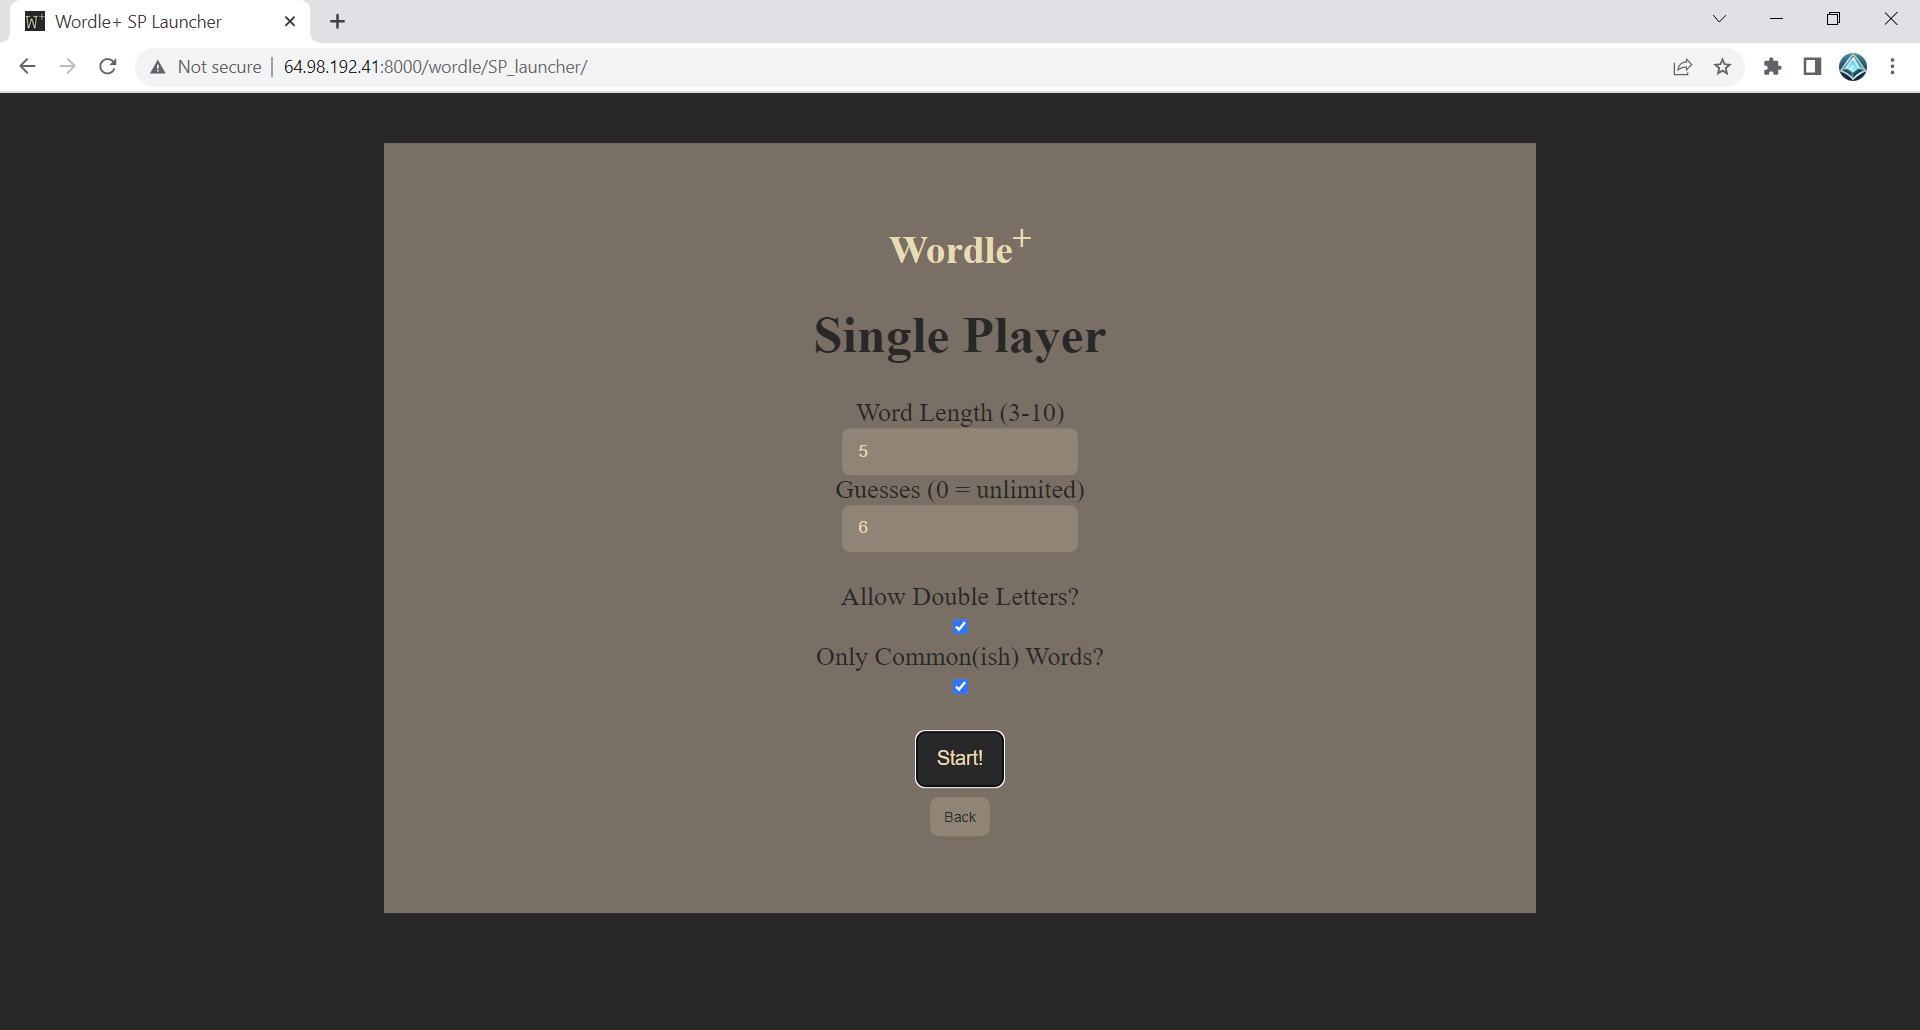 W+ Wordle+ SP Launcher
Not secure | 64.98.192.41:8000/wordle/SP_launcher/
Wordle+
Single Player
Word Length (3-10)
5
Guesses (0 = unlimited)
6
Allow Double Letters?
Only Common(ish) Words?
Start!
Back